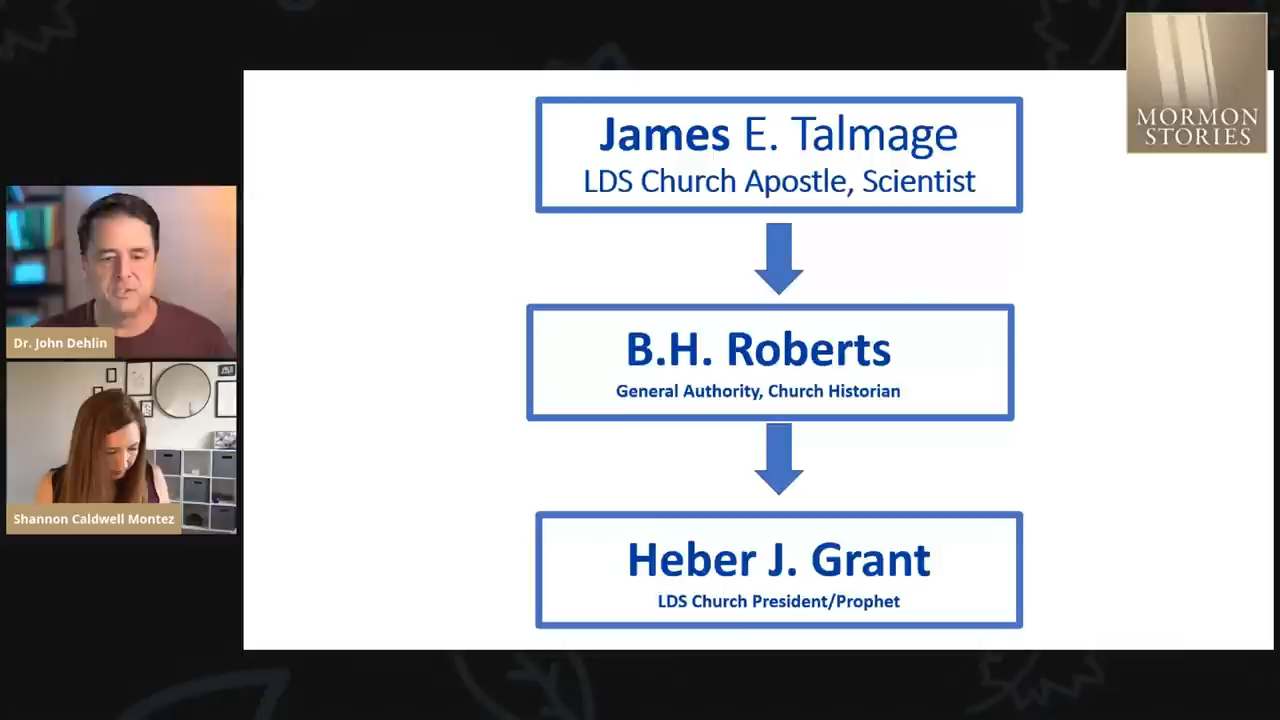 MORMON
STORIES
James E. Talmage
LDS Church Apostle, Scientist
B.H. Roberts
General Authority, Church Historian
Heber J. Grant
LDS Church President/Prophet
Dr. John Dehlin
Shannon Caldwell Montez